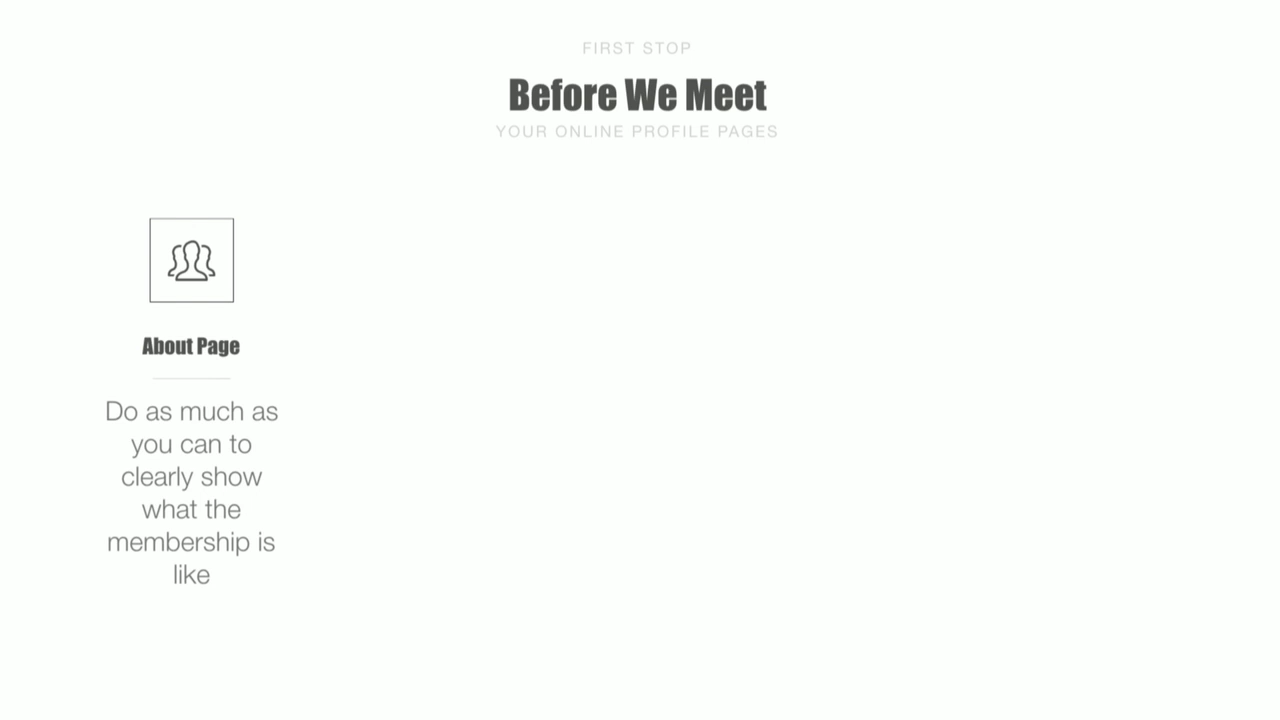 FIRST STOP
Before We Meet
YOUR ONLINE PROFILE PAGES
About Page
Do as much as
you can to
clearly show
what the
membership is
like